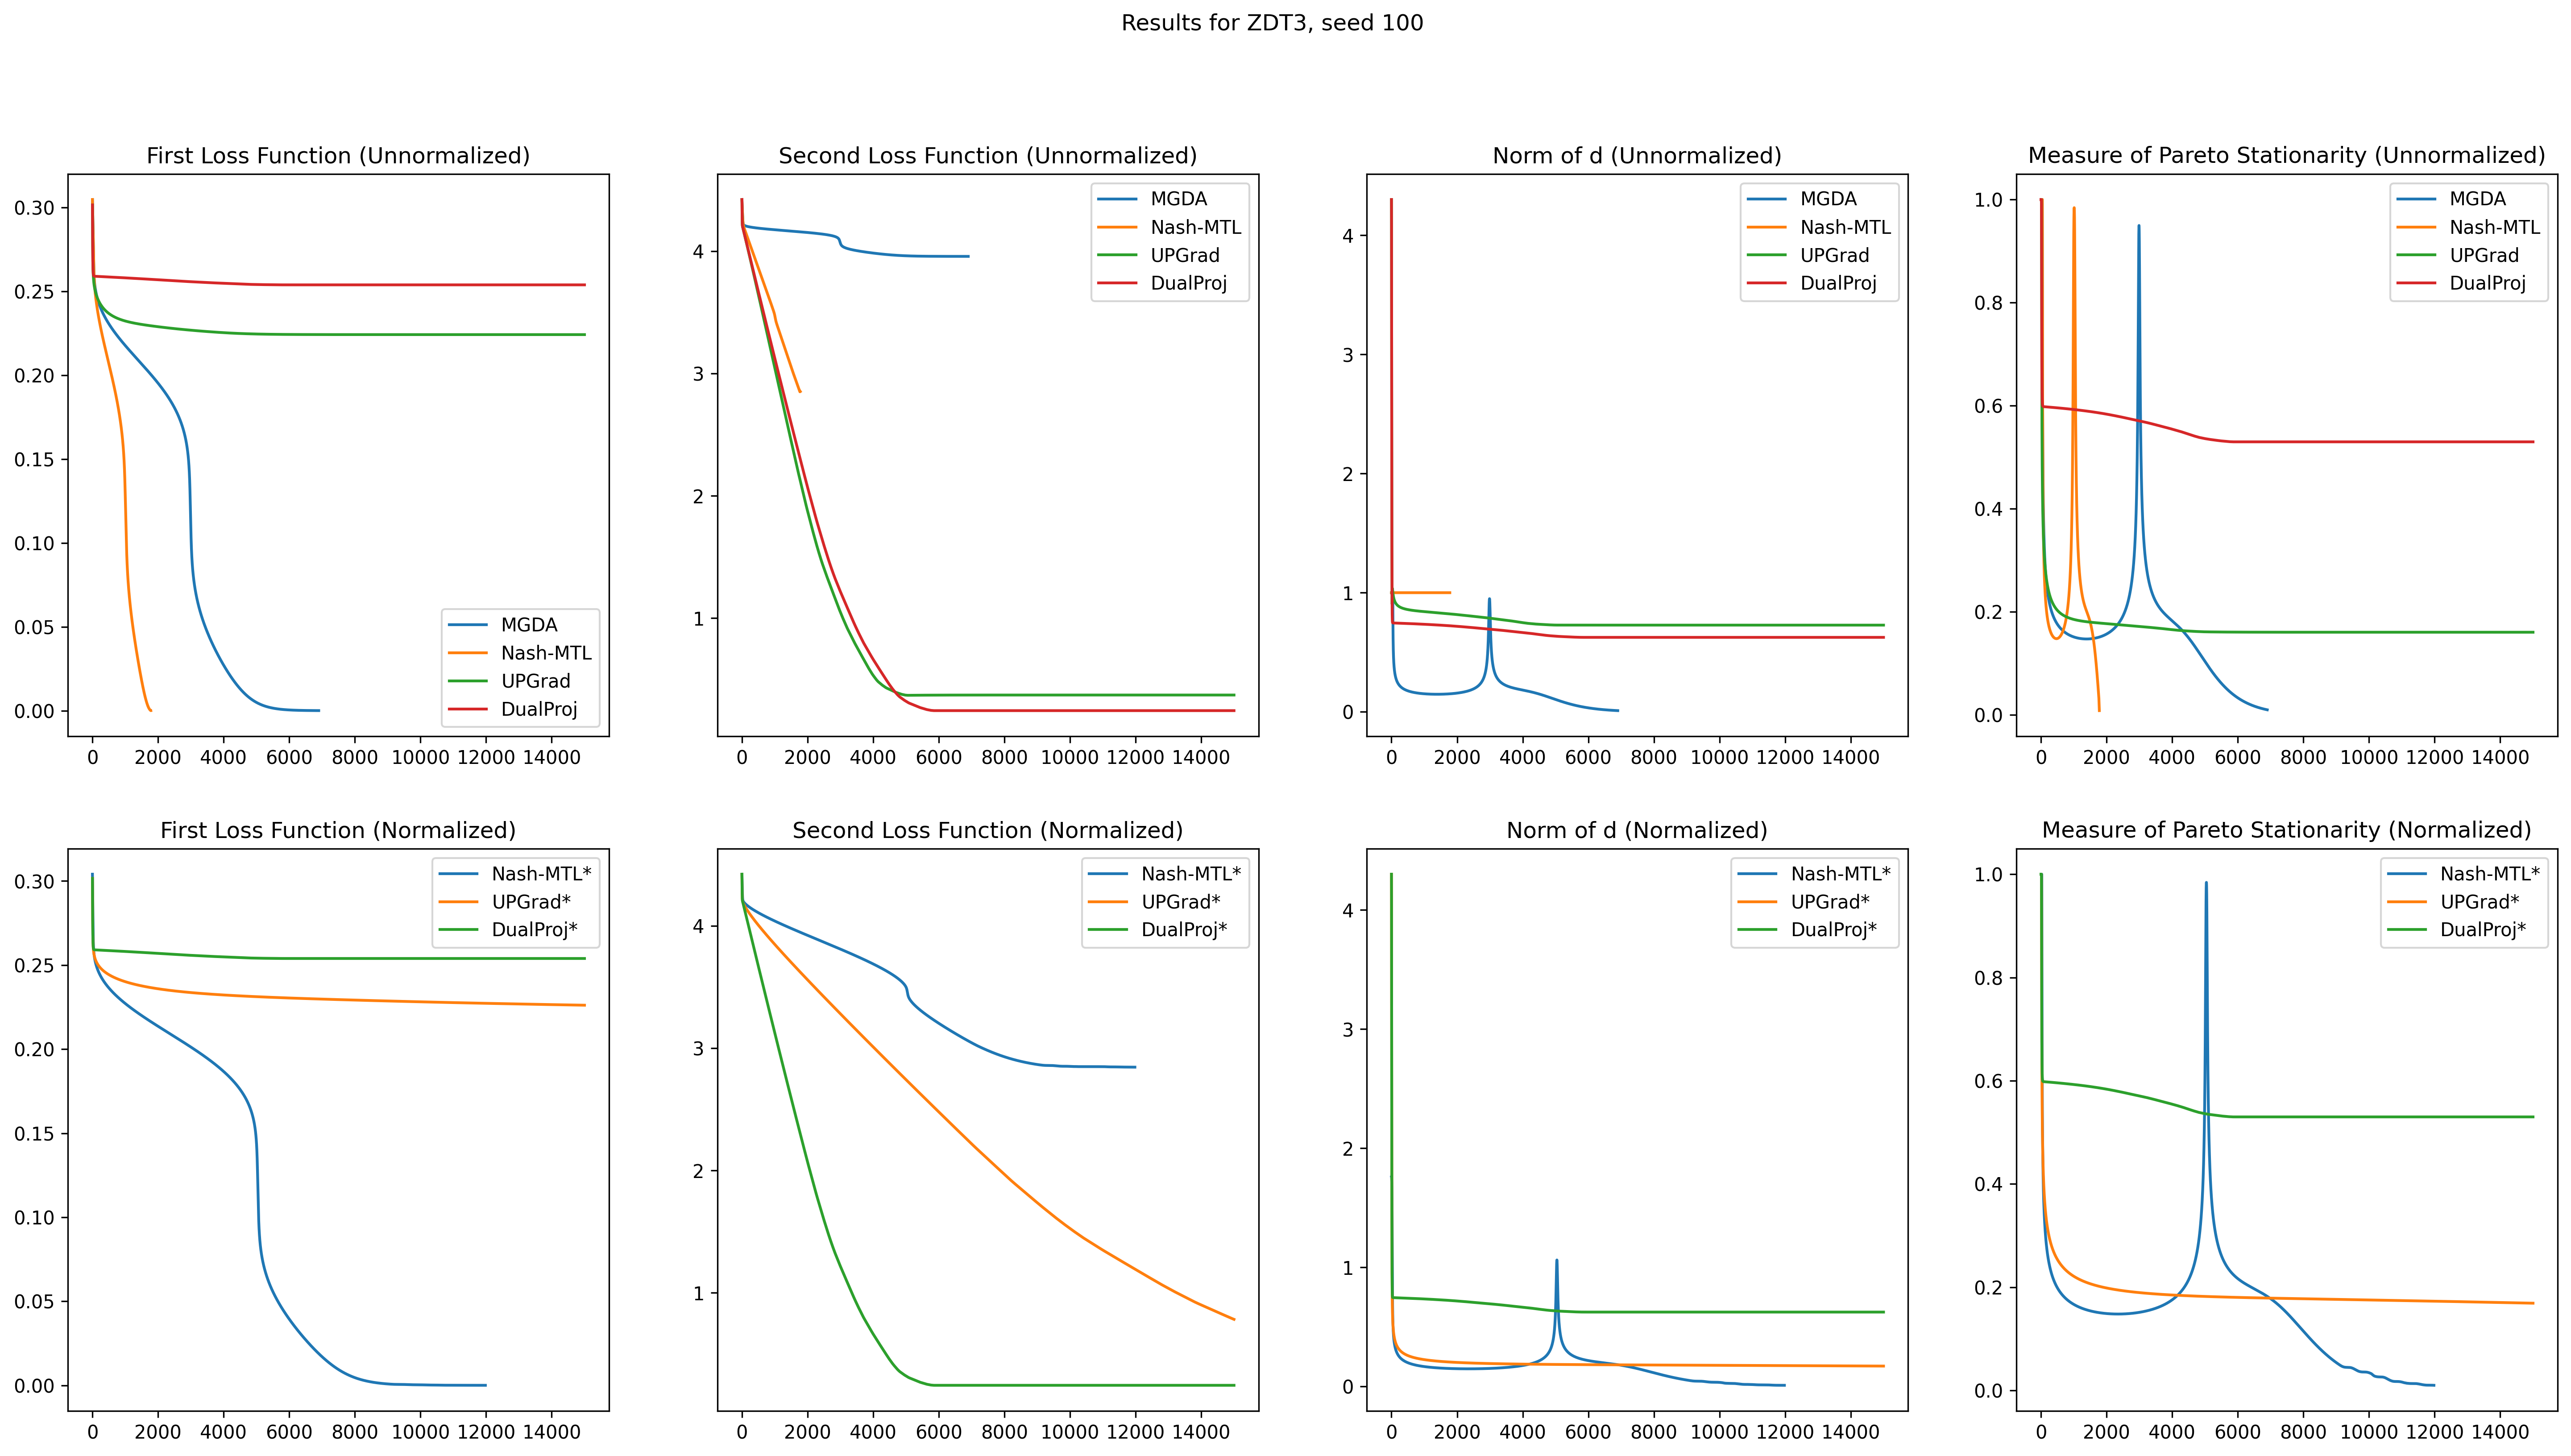 Results for ZDT3, seed 100
First Loss Function (Unnormalized)
0.30
0.25
0.20
0.15
0.10
0.05
0.00
0 2000 4000 6000 8000 10000 12000 14000
MGDA
Nash-MTL
UPGrad
DualProj
Second Loss Function (Unnormalized)
4
3
2
1
0 2000 4000 6000 8000 10000 12000 14000
MGDA
Nash-MTL
UPGrad
DualProj
Norm of d (Unnormalized)
4
3
2
1
0
0 2000 4000 6000 8000 10000 12000 14000
MGDA
Nash-MTL
UPGrad
DualProj
Measure of Pareto Stationarity (Unnormalized)
1.0
0.8
0.6
0.4
0.2
0.0
0 2000 4000 6000 8000 10000 12000 14000
MGDA
Nash-MTL
UPGrad
DualProj
First Loss Function (Normalized)
0.30
0.25
0.20
0.15
0.10
0.05
0.00
0 2000 4000 6000 8000 10000 12000 14000
Nash-MTL*
UPGrad*
DualProj*
Second Loss Function (Normalized)
4
3
2
1
0 2000 4000 6000 8000 10000 12000 14000
Nash-MTL*
UPGrad*
DualProj*
Norm of d (Normalized)
4
3
2
1
0
0 2000 4000 6000 8000 10000 12000 14000
Nash-MTL*
UPGrad*
DualProj*
Measure of Pareto Stationarity (Normalized)
1.0
0.8
0.6
0.4
0.2
0.0
0 2000 4000 6000 8000 10000 12000 14000
Nash-MTL*
UPGrad*
DualProj*